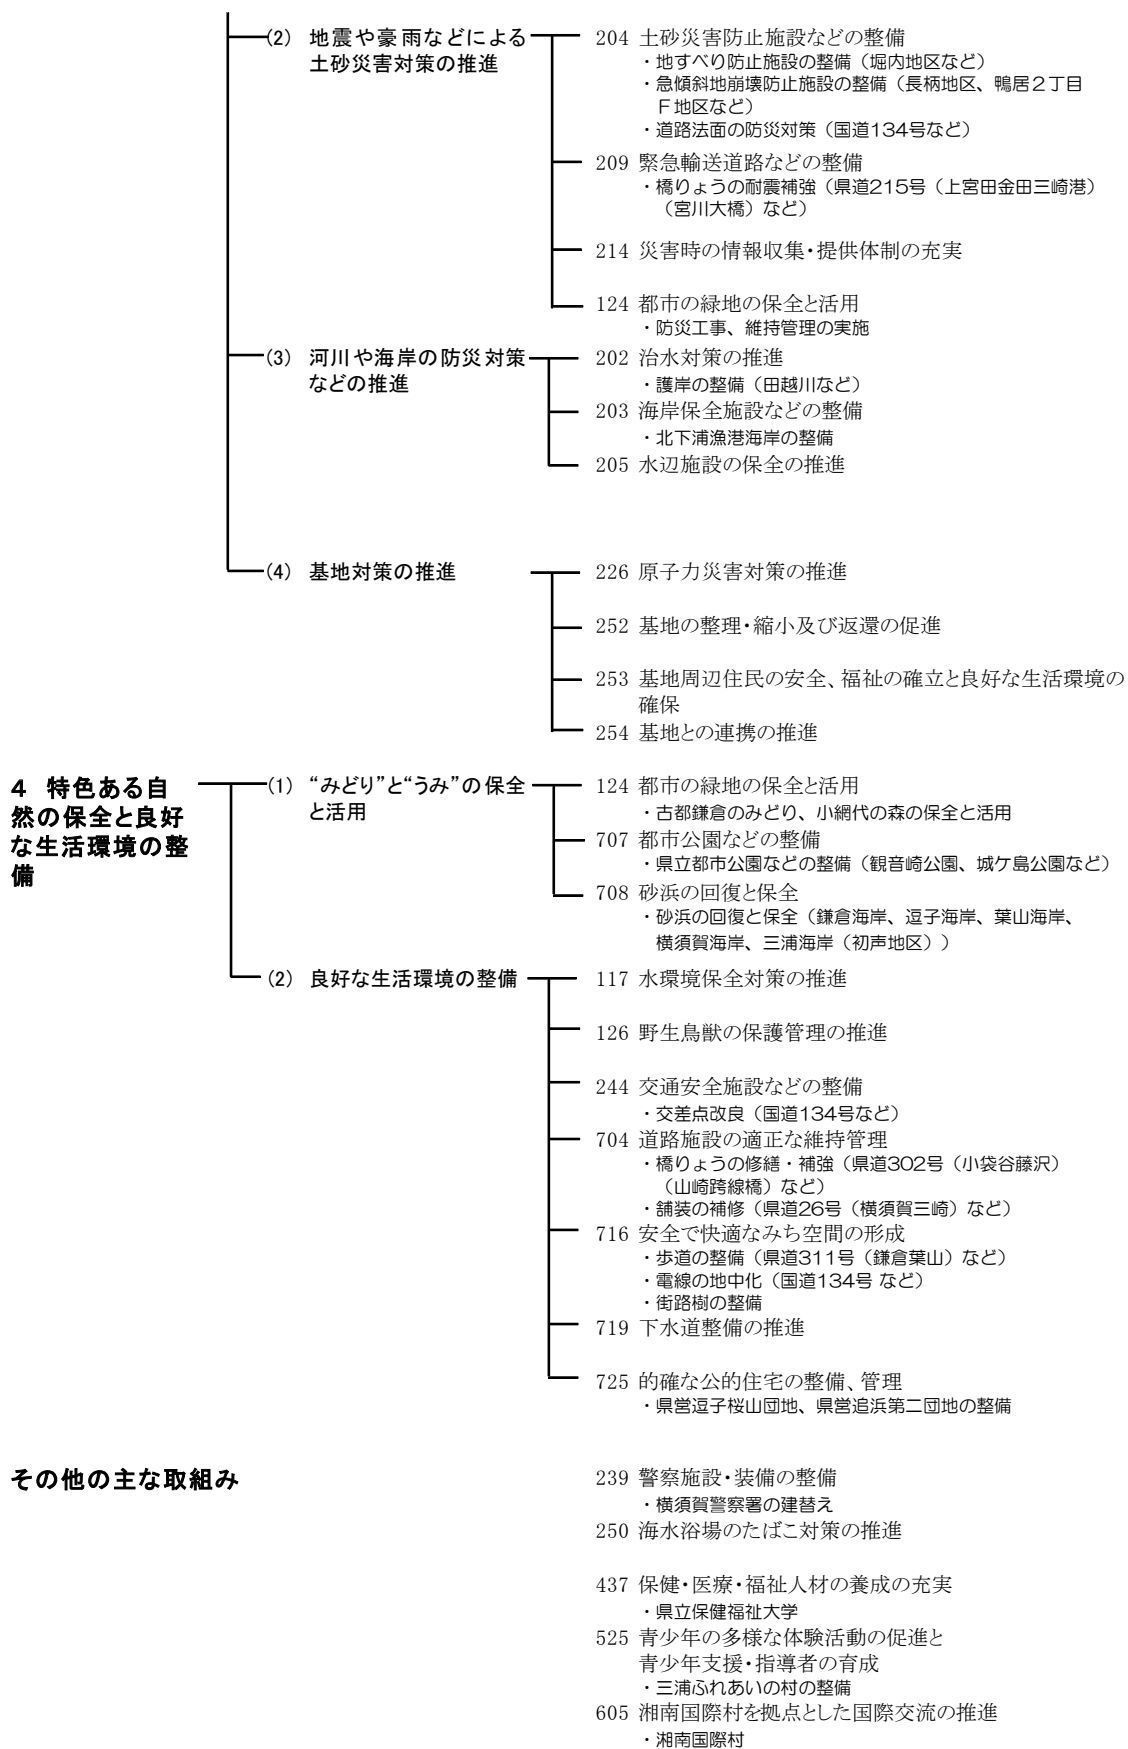 (2) 地震や豪雨などによる
土砂災害対策の推進
204 土砂災害防止施設などの整備
・地すべり防止施設の整備（堀内地区など）
・急傾斜地崩壊防止施設の整備（長柄地区、鴨居２丁目
Ｆ地区など）
・道路法面の防災対策（国道134号など）
209 緊急輸送道路などの整備
・橋りょうの耐震補強（県道215号（上宮田金田三崎港）
（宮川大橋）など）
214 災害時の情報収集・提供体制の充実
124 都市の緑地の保全と活用
・防災工事、維持管理の実施
(3) 河川や海岸の防災対策
などの推進
202 治水対策の推進
・護岸の整備（田越川など）
203 海岸保全施設などの整備
・北下浦漁港海岸の整備
205 水辺施設の保全の推進
(4) 基地対策の推進
226 原子力災害対策の推進
252 基地の整理・縮小及び返還の促進
253 基地周辺住民の安全、福祉の確立と良好な生活環境の
確保
254 基地との連携の推進
4 特色ある自
然の保全と良好
な生活環境の整
備
(1) “みどり”と“うみ”の保全
と活用
124 都市の緑地の保全と活用
・古都鎌倉のみどり、小網代の森の保全と活用
707 都市公園などの整備
・県立都市公園などの整備（観音崎公園、城ケ島公園など）
708 砂浜の回復と保全
・砂浜の回復と保全（鎌倉海岸、逗子海岸、葉山海岸、
横須賀海岸、三浦海岸（初声地区））
(2) 良好な生活環境の整備
117 水環境保全対策の推進
126 野生鳥獣の保護管理の推進
244 交通安全施設などの整備
・交差点改良（国道134号など）
704 道路施設の適正な維持管理
・橋りょうの修繕・補強（県道302号（小袋谷藤沢）
（山崎跨線橋）など）
・舗装の補修（県道26号（横須賀三崎）など）
716 安全で快適なみち空間の形成
・歩道の整備（県道311号（鎌倉葉山）など）
・電線の地中化（国道134号 など）
・街路樹の整備
719 下水道整備の推進
725 的確な公的住宅の整備、管理
・県営逗子桜山団地、県営追浜第二団地の整備
その他の主な取組み
239 警察施設・装備の整備
・横須賀警察署の建替え
250 海水浴場のたばこ対策の推進
437 保健・医療・福祉人材の養成の充実
・県立保健福祉大学
525 青少年の多様な体験活動の促進と
青少年支援・指導者の育成
・三浦ふれあいの村の整備
605 湘南国際村を拠点とした国際交流の推進
・湘南国際村